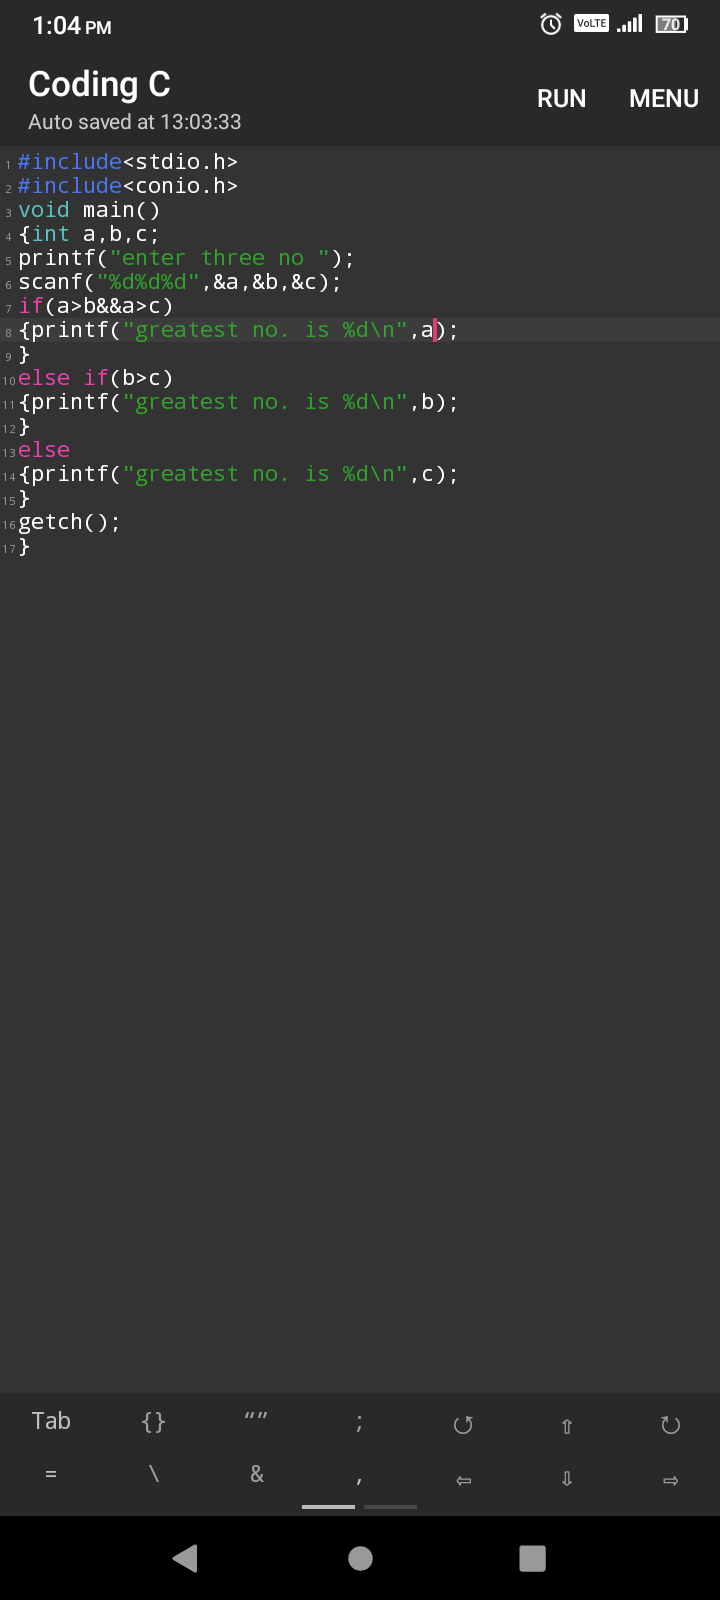 1:04 PM VoLTE 70
Coding C
Auto saved at 13:03:33
RUN MENU
1 #include<stdio.h>
2 #include<conio.h>
3 void main()
4 {int a,b,c;
5 printf("enter three no ");
6 scanf("%d%d%d",&a,&b,&c);
7 if(a>b&&a>c)
8 {printf("greatest no. is %d\n",a);
9 }
10 else if(b>c)
11 {printf("greatest no. is %d\n",b);
12 }
13 else
14 {printf("greatest no. is %d\n",c);
15 }
16 getch();
17 }
Tab {} “” ; ↺ ⇧ ↻
= \ & , ⇦ ⇩ ⇨